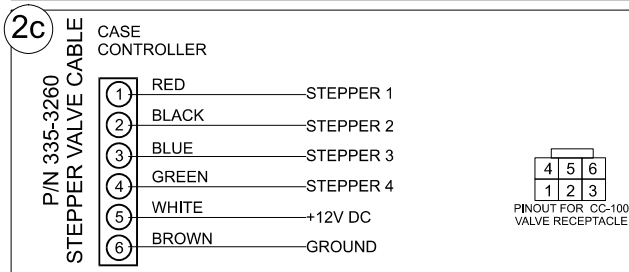 2c
P/N 335-3260
STEPPER VALVE CABLE
CASE
CONTROLLER
1 RED STEPPER 1
2 BLACK STEPPER 2
3 BLUE STEPPER 3
4 GREEN STEPPER 4
5 WHITE +12V DC
6 BROWN GROUND
4 5 6
1 2 3
PINOUT FOR CC-100
VALVE RECEPTACLE